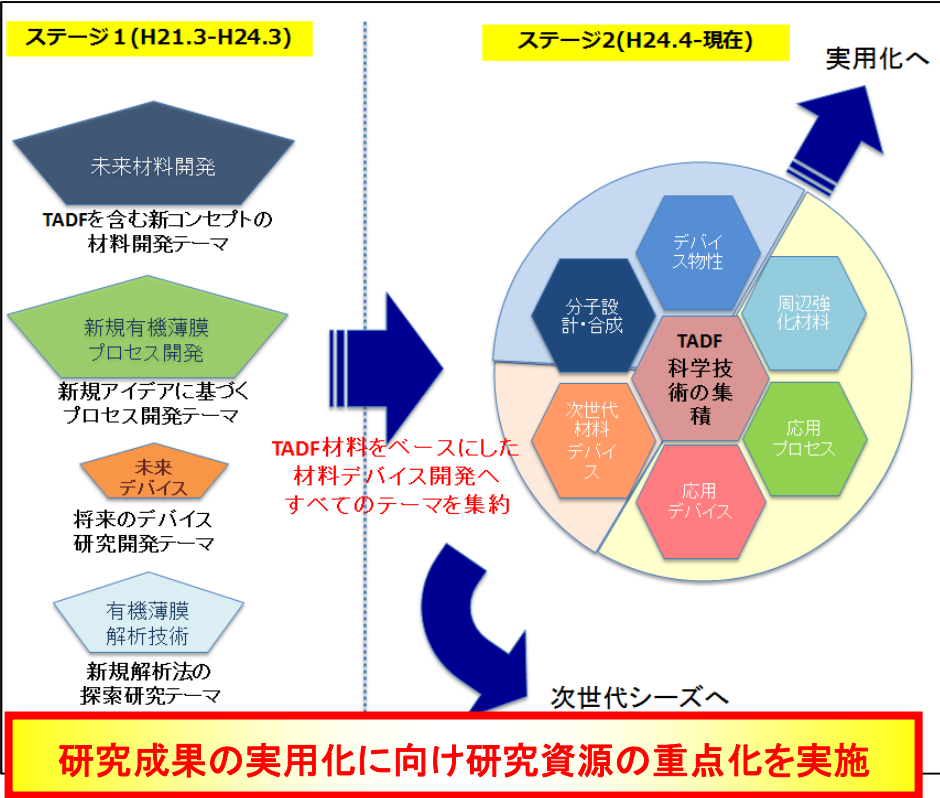 ステージ1(H21.3-H24.3)
未来材料開発
TADFを含む新コンセプトの
材料開発テーマ
新規有機薄膜
プロセス開発
新規アイデアに基づく
プロセス開発テーマ
未来
デバイス
将来のデバイス
研究開発テーマ
有機薄膜
解析技術
新規解析法の
探索研究テーマ
TADF材料をベースにした
材料デバイス開発へ
すべてのテーマを集約
ステージ2(H24.4-現在)
実用化へ
デバイ
ス物性
分子設
計・合成
周辺強
化材料
TADF
科学技
術の集
積
次世代
材料
デバイ
ス
応用
プロセス
応用
デバイス
次世代シーズへ
研究成果の実用化に向け研究資源の重点化を実施